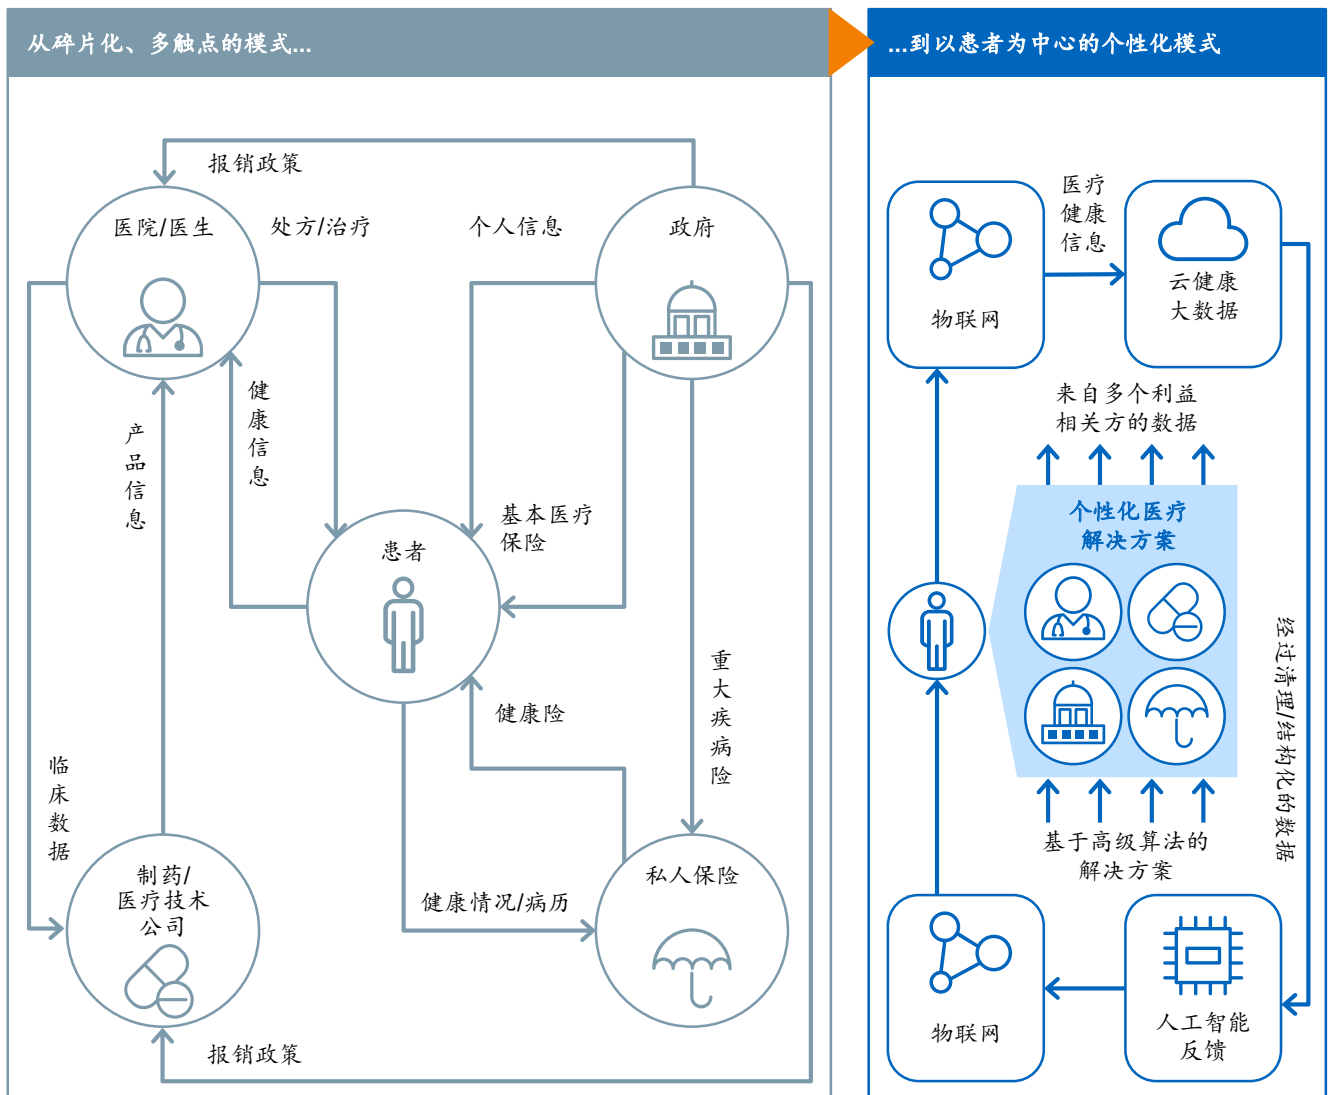 从碎片化、多触点的模式...
...到以患者为中心的个性化模式
报销政策
医院/医生
处方/治疗
个人信息
政府
健康信息
产品信息
患者
基本医疗
保险
重大疾病险
健康险
临床数据
制药/
医疗技术
公司
健康情况/病历
私人保险
报销政策
物联网
医疗
健康
信息
云健康
大数据
来自多个利益
相关方的数据
个性化医疗
解决方案
经过清理/结构化的数据
基于高级算法的
解决方案
物联网
人工智能
反馈